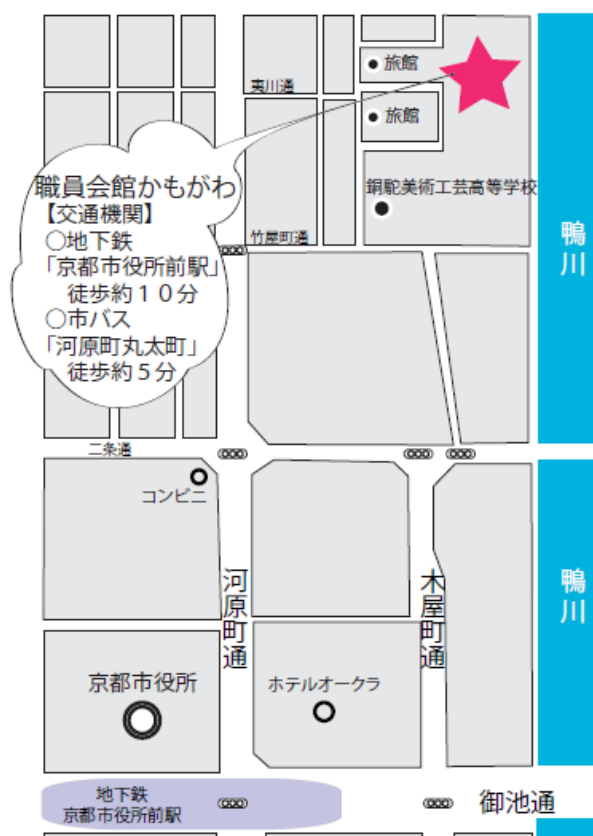 旅館
夷川通
旅館
職員会館かもがわ
【交通機関】
○地下鉄
「京都市役所前駅」
徒歩約１０分
○市バス
「河原町丸太町」
徒歩約５分
銅駝美術工芸高等学校
竹屋町通
鴨川
二条通
コンビニ
河原町通
木屋町通
鴨川
京都市役所
ホテルオークラ
地下鉄
京都市役所前駅
御池通